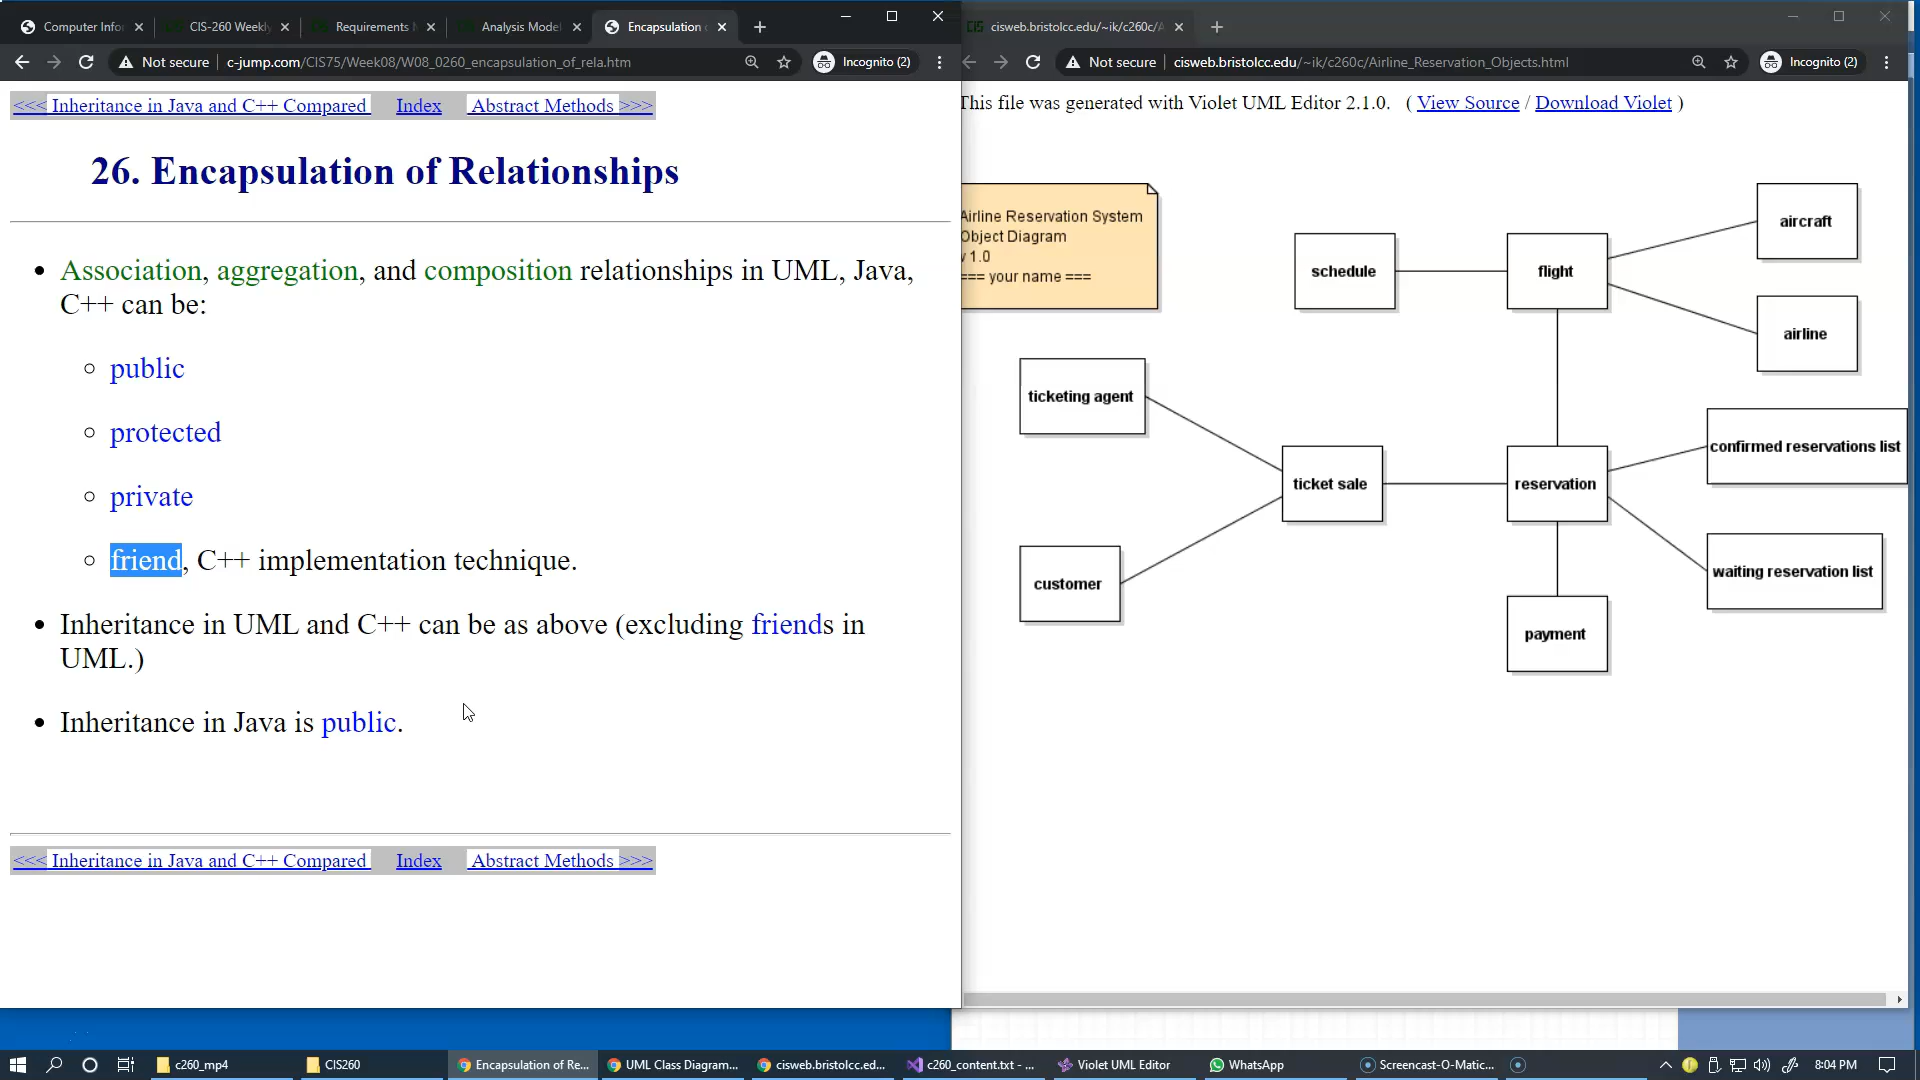 Computer Info
CIS-260 Weekly
Requirements M
Analysis Model
Encapsulation o
Not secure
c-jump.com/CIS75/Week08/W08_0260_encapsulation_of_rela.htm
Incognito (2)
<<< Inheritance in Java and C++ Compared Index Abstract Methods >>>
26. Encapsulation of Relationships
Association, aggregation, and composition relationships in UML, Java,
C++ can be:
public
protected
private
friend, C++ implementation technique.
Inheritance in UML and C++ can be as above (excluding friends in
UML.)
Inheritance in Java is public.
<<< Inheritance in Java and C++ Compared Index Abstract Methods >>>
cisweb.bristolcc.edu/~ik/c260c/A
Not secure
cisweb.bristolcc.edu/~ik/c260c/Airline_Reservation_Objects.html
Incognito (2)
This file was generated with Violet UML Editor 2.1.0. ( View Source / Download Violet )
Airline Reservation System
Object Diagram
v 1.0
=== your name ===
schedule
flight
aircraft
airline
ticketing agent
customer
ticket sale
reservation
confirmed reservations list
waiting reservation list
payment
c260_mp4
CIS260
Encapsulation of Re...
UML Class Diagram...
cisweb.bristolcc.ed...
c260_content.txt - ...
Violet UML Editor
WhatsApp
Screencast-O-Matic...
8:04 PM